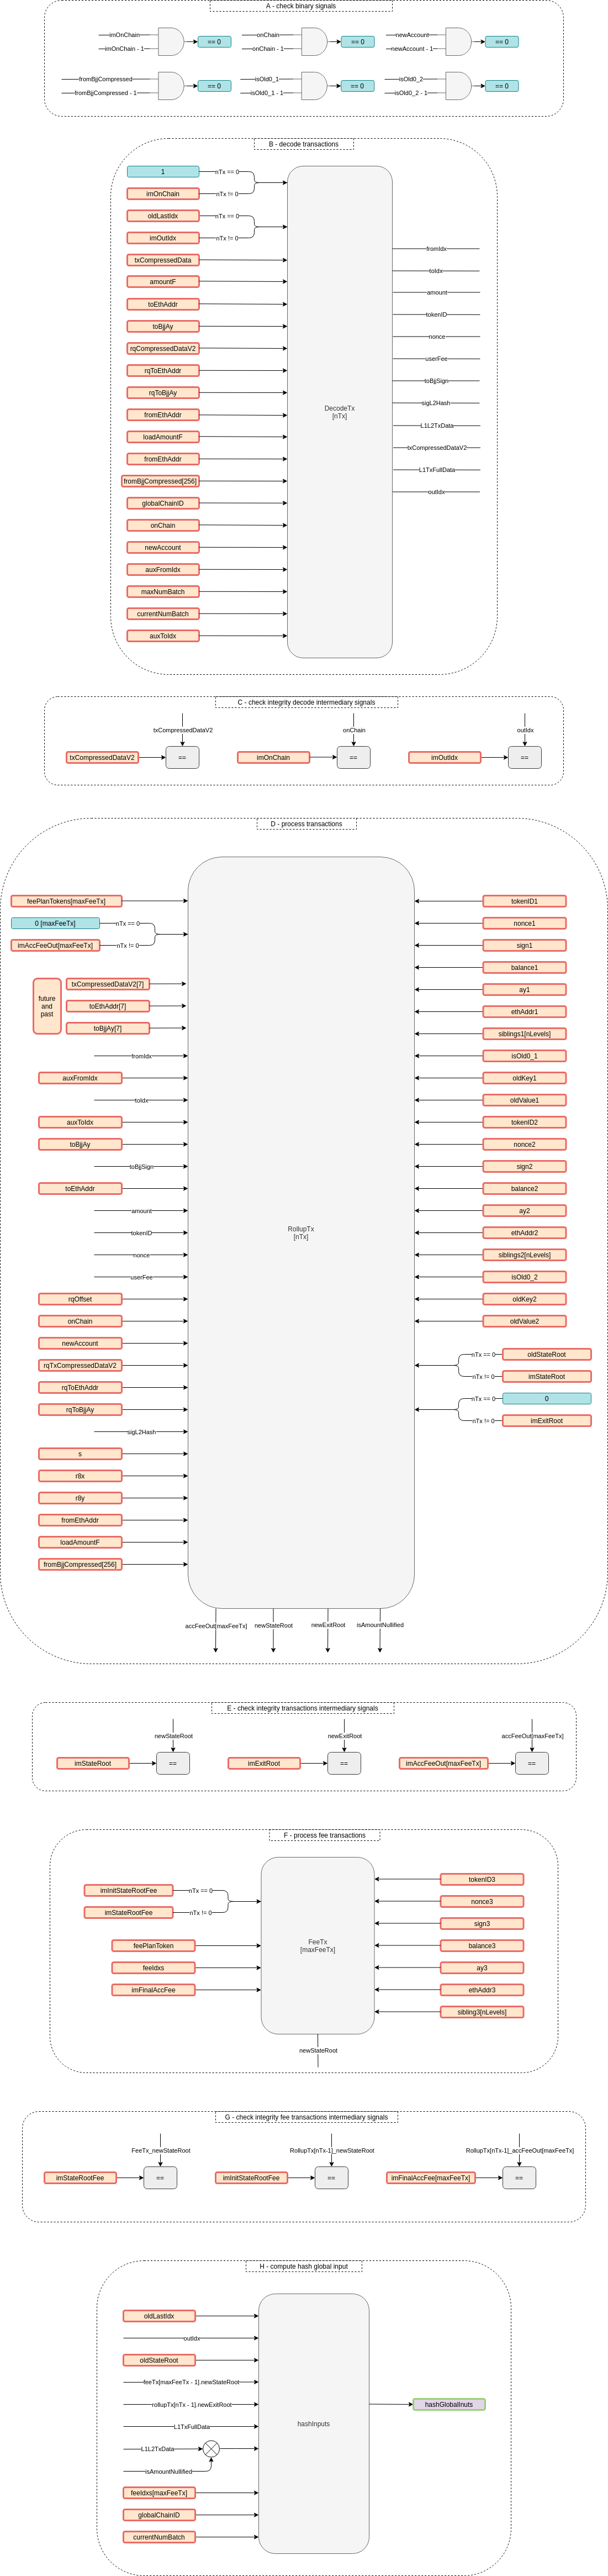 A - check binary signals
imOnChain
imOnChain - 1
== 0
onChain
onChain - 1
== 0
newAccount
newAccount - 1
== 0
fromBjjCompressed
fromBjjCompressed - 1
== 0
isOld0_1
isOld0_1 - 1
== 0
isOld0_2
isOld0_2 - 1
== 0
B - decode transactions
1
nTx == 0
imOnChain
nTx != 0
oldLastIdx
nTx == 0
imOutIdx
nTx != 0
txCompressedData
amountF
toEthAddr
toBjjAy
rqCompressedDataV2
rqToEthAddr
rqToBjjAy
fromEthAddr
loadAmountF
fromEthAddr
fromBjjCompressed[256]
globalChainID
onChain
newAccount
auxFromIdx
maxNumBatch
currentNumBatch
auxToIdx
DecodeTx
[nTx]
fromIdx
toIdx
amount
tokenID
nonce
userFee
toBjjSign
sigL2Hash
L1L2TxData
txCompressedDataV2
L1TxFullData
outIdx
C - check integrity decode intermediary signals
txCompressedDataV2
txCompressedDataV2
==
onChain
imOnChain
==
outIdx
imOutIdx
==
D - process transactions
feePlanTokens[maxFeeTx]
0 [maxFeeTx]
nTx == 0
imAccFeeOut[maxFeeTx]
nTx != 0
future
and
past
txCompressedDataV2[7]
toEthAddr[7]
toBjjAy[7]
fromIdx
auxFromIdx
toIdx
auxToIdx
toBjjAy
toBjjSign
toEthAddr
amount
tokenID
nonce
userFee
rqOffset
onChain
newAccount
rqTxCompressedDataV2
rqToEthAddr
rqToBjjAy
sigL2Hash
s
r8x
r8y
fromEthAddr
loadAmountF
fromBjjCompressed[256]
RollupTx
[nTx]
tokenID1
nonce1
sign1
balance1
ay1
ethAddr1
siblings1[nLevels]
isOld0_1
oldKey1
oldValue1
tokenID2
nonce2
sign2
balance2
ay2
ethAddr2
siblings2[nLevels]
isOld0_2
oldKey2
oldValue2
nTx == 0
oldStateRoot
nTx != 0
imStateRoot
nTx == 0
0
nTx != 0
imExitRoot
accFeeOut[maxFeeTx]
newStateRoot
newExitRoot
isAmountNullified
E - check integrity transactions intermediary signals
newStateRoot
imStateRoot
==
newExitRoot
imExitRoot
==
accFeeOut[maxFeeTx]
imAccFeeOut[maxFeeTx]
==
F - process fee transactions
imInitStateRootFee
nTx == 0
imStateRootFee
nTx != 0
feePlanToken
feeIdxs
imFinalAccFee
FeeTx
[maxFeeTx]
tokenID3
nonce3
sign3
balance3
ay3
ethAddr3
sibling3[nLevels]
newStateRoot
G - check integrity fee transactions intermediary signals
FeeTx_newStateRoot
imStateRootFee
==
RollupTx[nTx-1]_newStateRoot
imInitStateRootFee
==
RollupTx[nTx-1]_accFeeOut[maxFeeTx]
imFinalAccFee[maxFeeTx]
==
H - compute hash global input
oldLastIdx
outIdx
oldStateRoot
feeTx[maxFeeTx - 1].newStateRoot
rollupTx[nTx - 1].newExitRoot
L1TxFullData
L1L2TxData
isAmountNullified
feeIdxs[maxFeeTx]
globalChainID
currentNumBatch
hashInputs
hashGlobalInuts